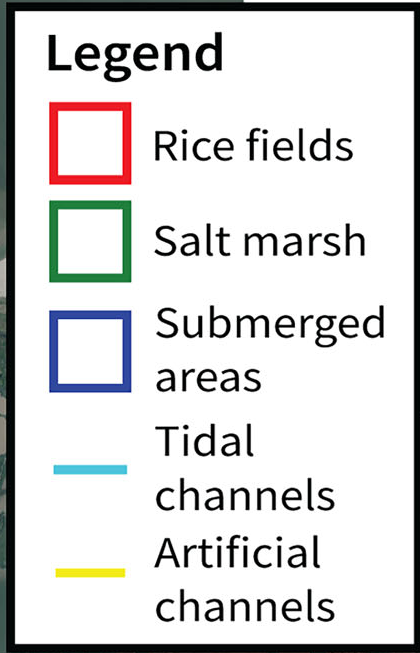 Legend
Rice fields
Salt marsh
Submerged
areas
Tidal
channels
Artificial
channels